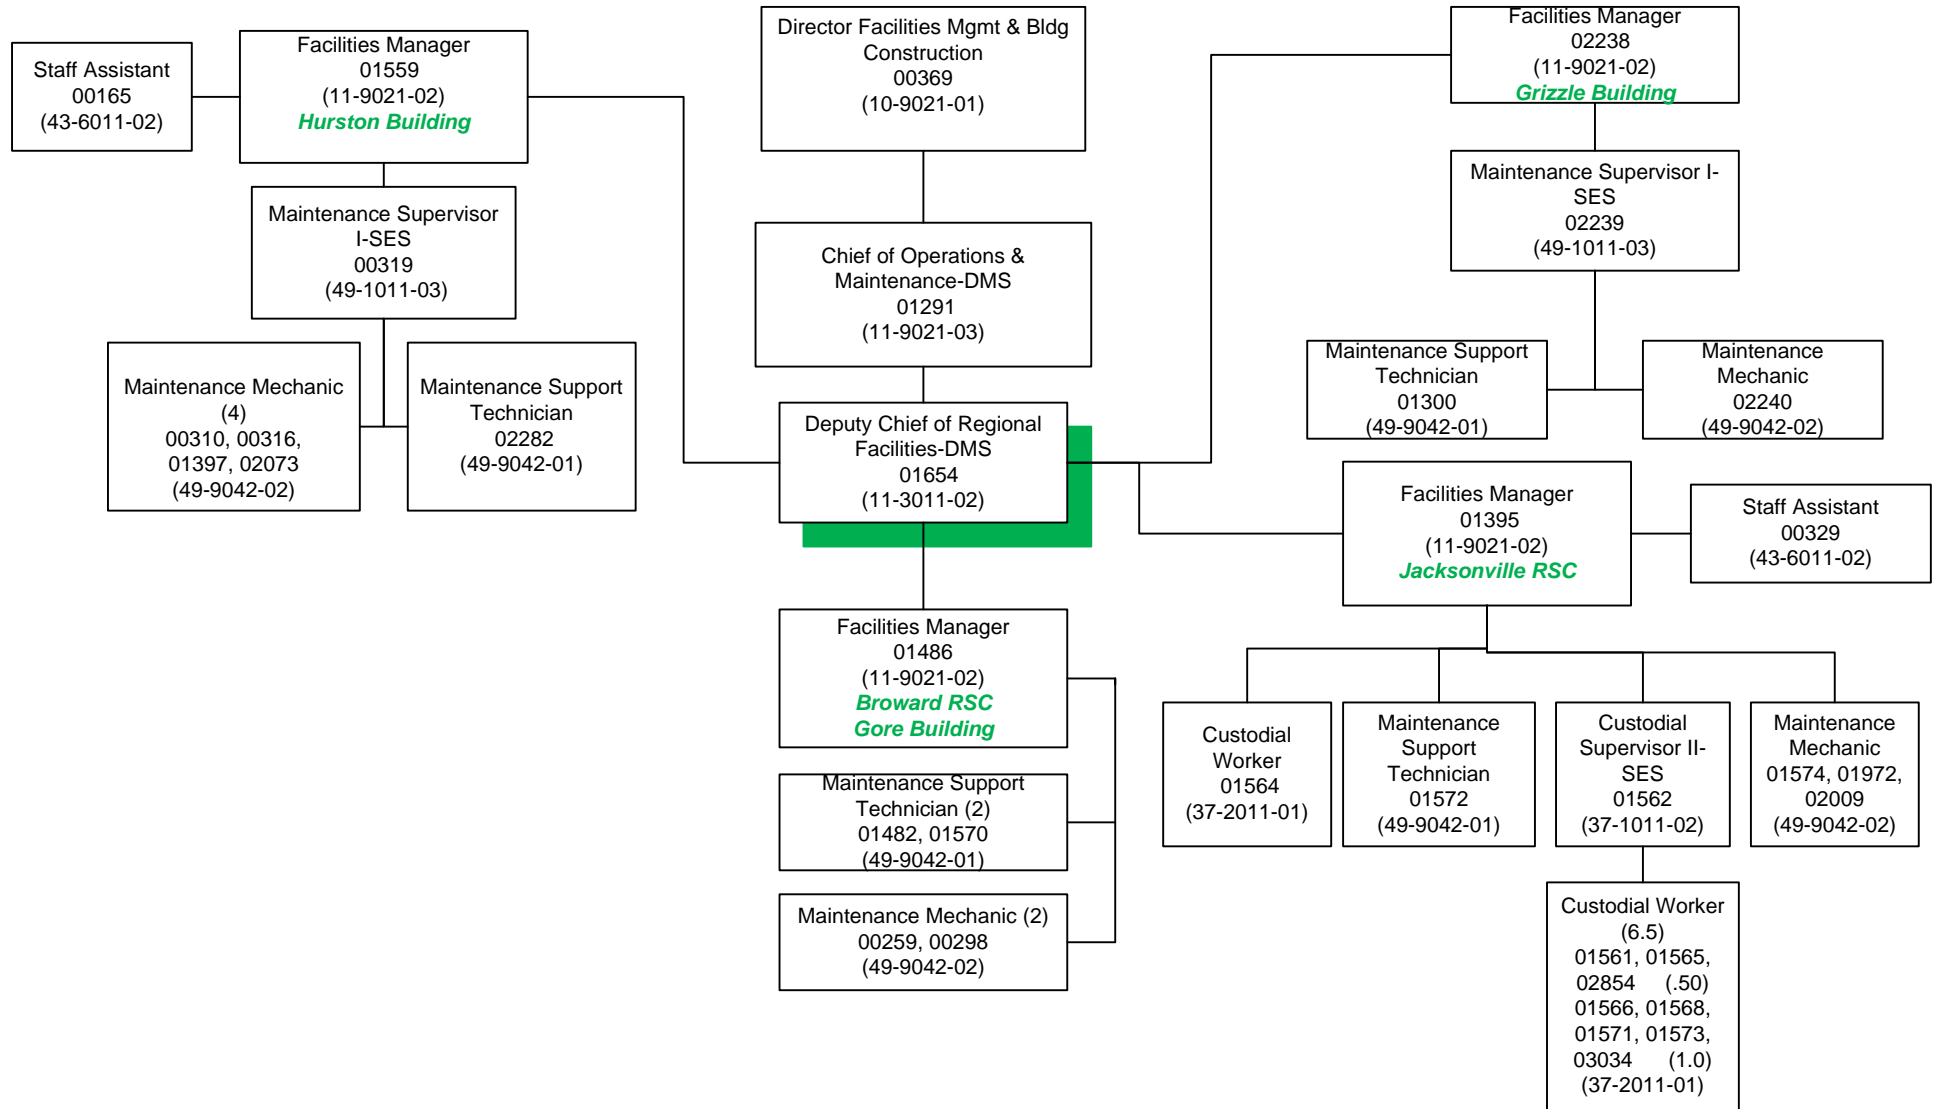 Director Facilities Mgmt & Bldg
Construction
00369
(10-9021-01)
Chief of Operations &
Maintenance-DMS
01291
(11-9021-03)
Deputy Chief of Regional
Facilities-DMS
01654
(11-3011-02)
Staff Assistant
00165
(43-6011-02)
Facilities Manager
01559
(11-9021-02)
Hurston Building
Maintenance Supervisor
I-SES
00319
(49-1011-03)
Maintenance Mechanic
(4)
00310, 00316,
01397, 02073
(49-9042-02)
Maintenance Support
Technician
02282
(49-9042-01)
Facilities Manager
01486
(11-9021-02)
Broward RSC
Gore Building
Maintenance Support
Technician (2)
01482, 01570
(49-9042-01)
Maintenance Mechanic (2)
00259, 00298
(49-9042-02)
Facilities Manager
02238
(11-9021-02)
Grizzle Building
Maintenance Supervisor I-
SES
02239
(49-1011-03)
Maintenance Support
Technician
01300
(49-9042-01)
Maintenance
Mechanic
02240
(49-9042-02)
Facilities Manager
01395
(11-9021-02)
Jacksonville RSC
Staff Assistant
00329
(43-6011-02)
Custodial
Worker
01564
(37-2011-01)
Maintenance
Support
Technician
01572
(49-9042-01)
Custodial
Supervisor II-
SES
01562
(37-1011-02)
Maintenance
Mechanic
01574, 01972,
02009
(49-9042-02)
Custodial Worker
(6.5)
01561, 01565,
02854 (.50)
01566, 01568,
01571, 01573,
03034 (1.0)
(37-2011-01)